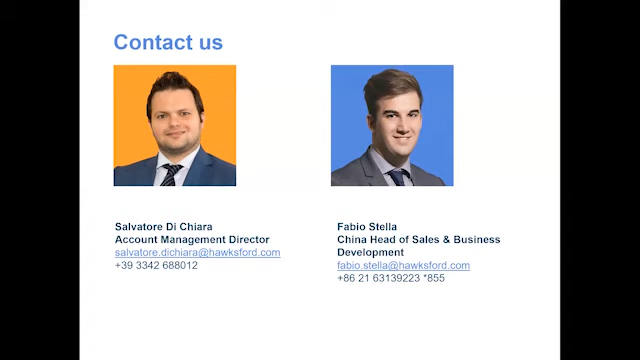 Contact us
Salvatore Di Chiara
Account Management Director
salvatore.dichiara@hawksford.com
+39 3342 688012
Fabio Stella
China Head of Sales & Business
Development
fabio.stella@hawksford.com
+86 21 63139223 *855